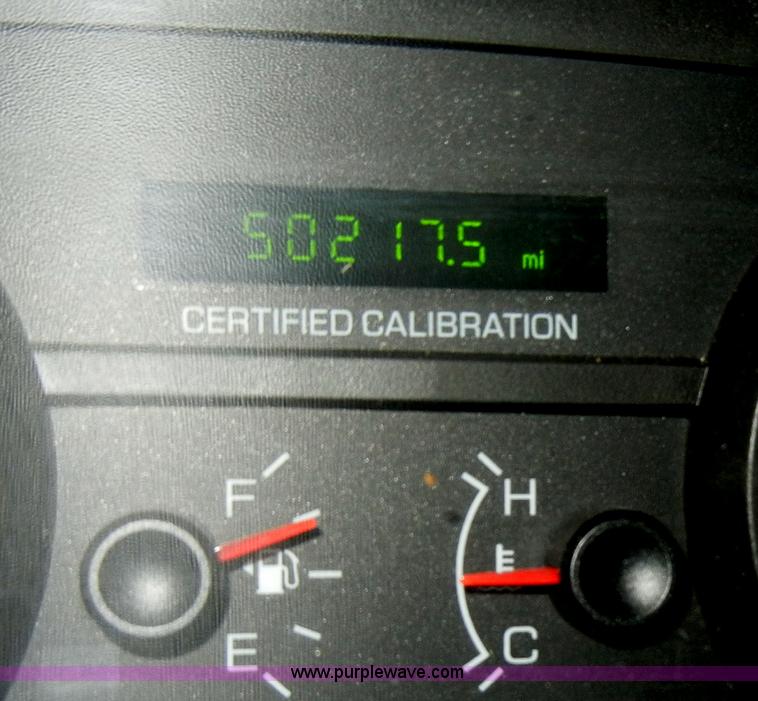 50217.5 mi
CERTIFIED CALIBRATION
F H
E C
www.purplewave.com